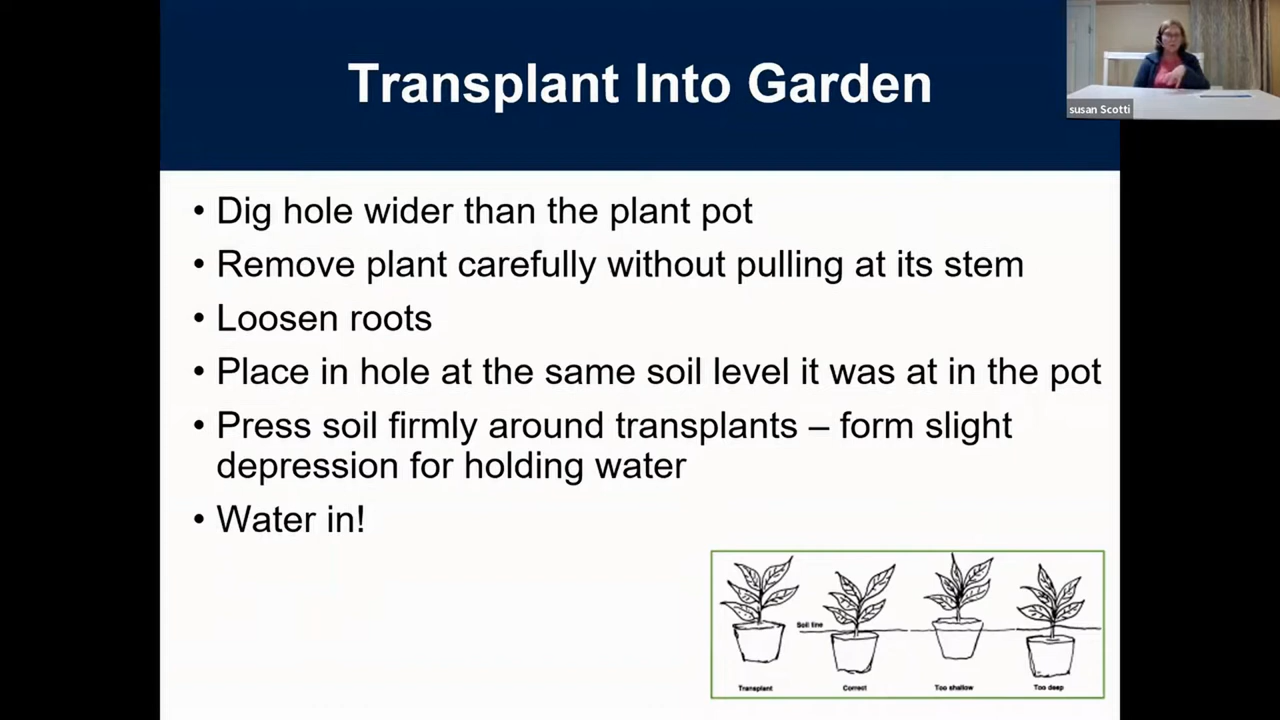 Transplant Into Garden
susan Scotti
• Dig hole wider than the plant pot
• Remove plant carefully without pulling at its stem
• Loosen roots
• Place in hole at the same soil level it was at in the pot
• Press soil firmly around transplants – form slight
depression for holding water
• Water in!
Soil line
Transplant Correct Too shallow Too deep